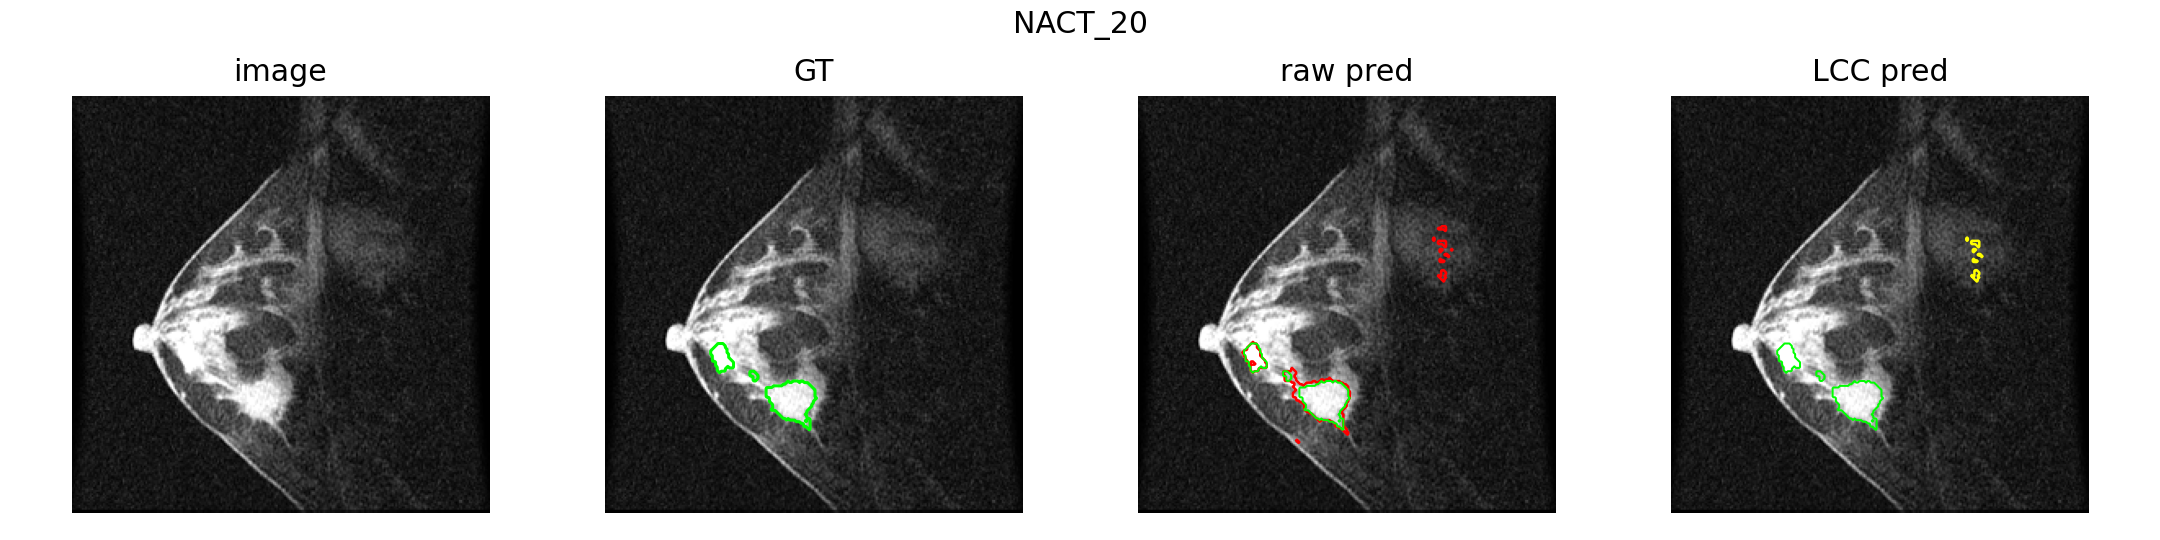 NACT_20
image
GT
raw pred
LCC pred